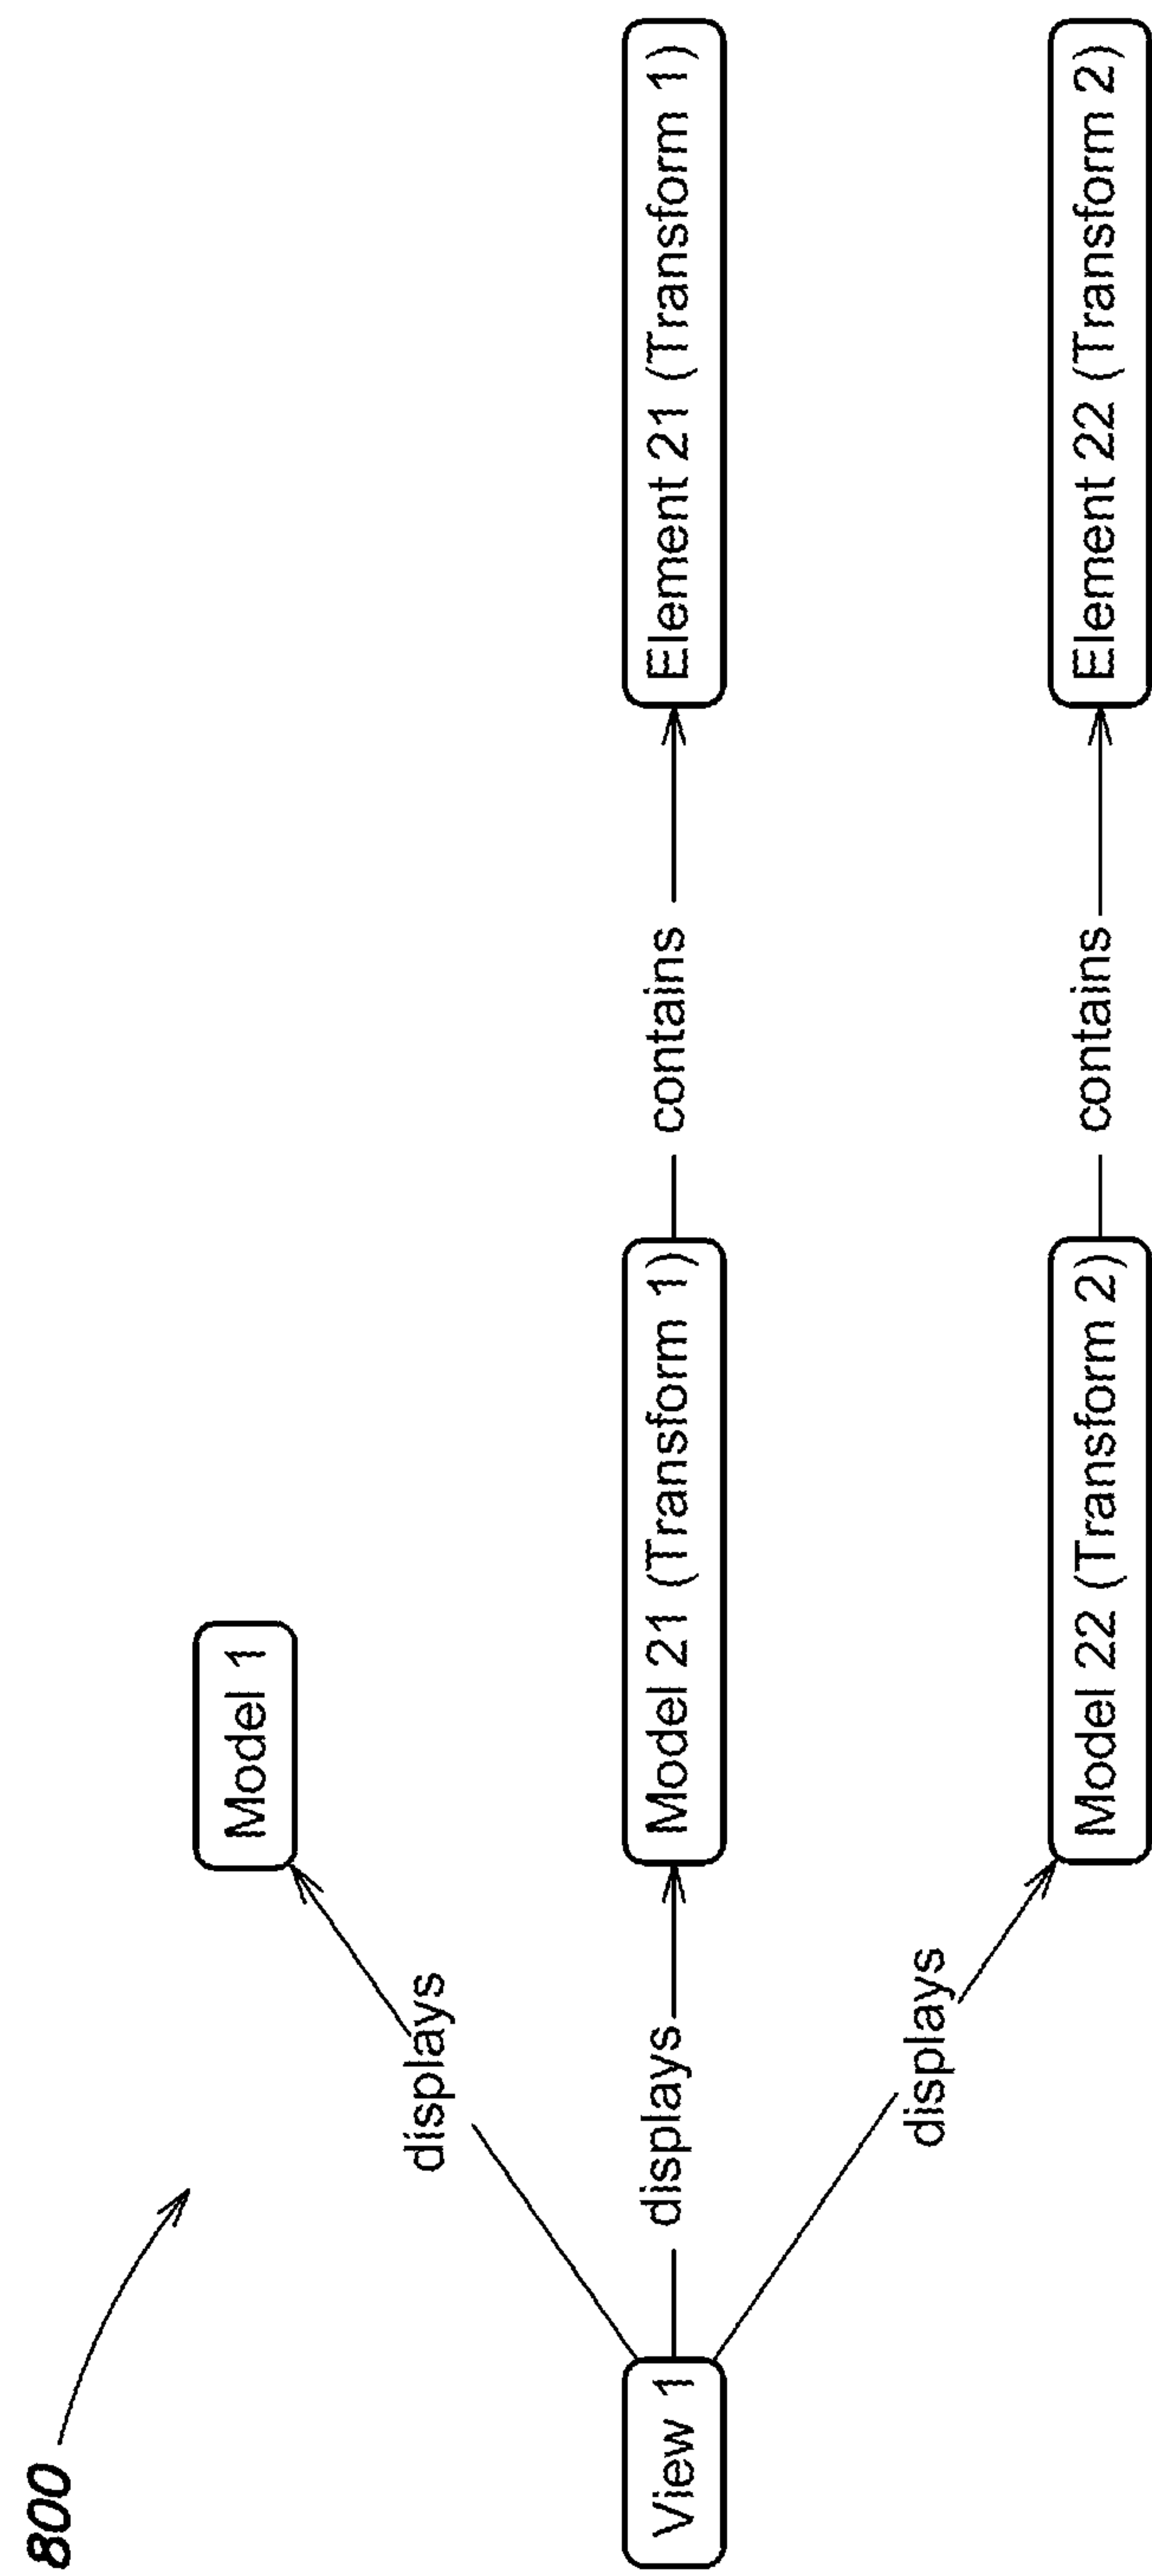 800
Model 1
displays
View 1
displays
Model 21 (Transform 1)
contains
Element 21 (Transform 1)
displays
Model 22 (Transform 2)
contains
Element 22 (Transform 2)